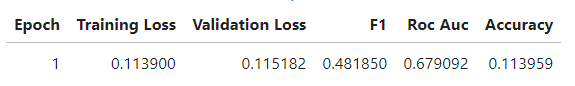 Epoch Training Loss Validation Loss F1 Roc Auc Accuracy
1 0.113900 0.115182 0.481850 0.679092 0.113959